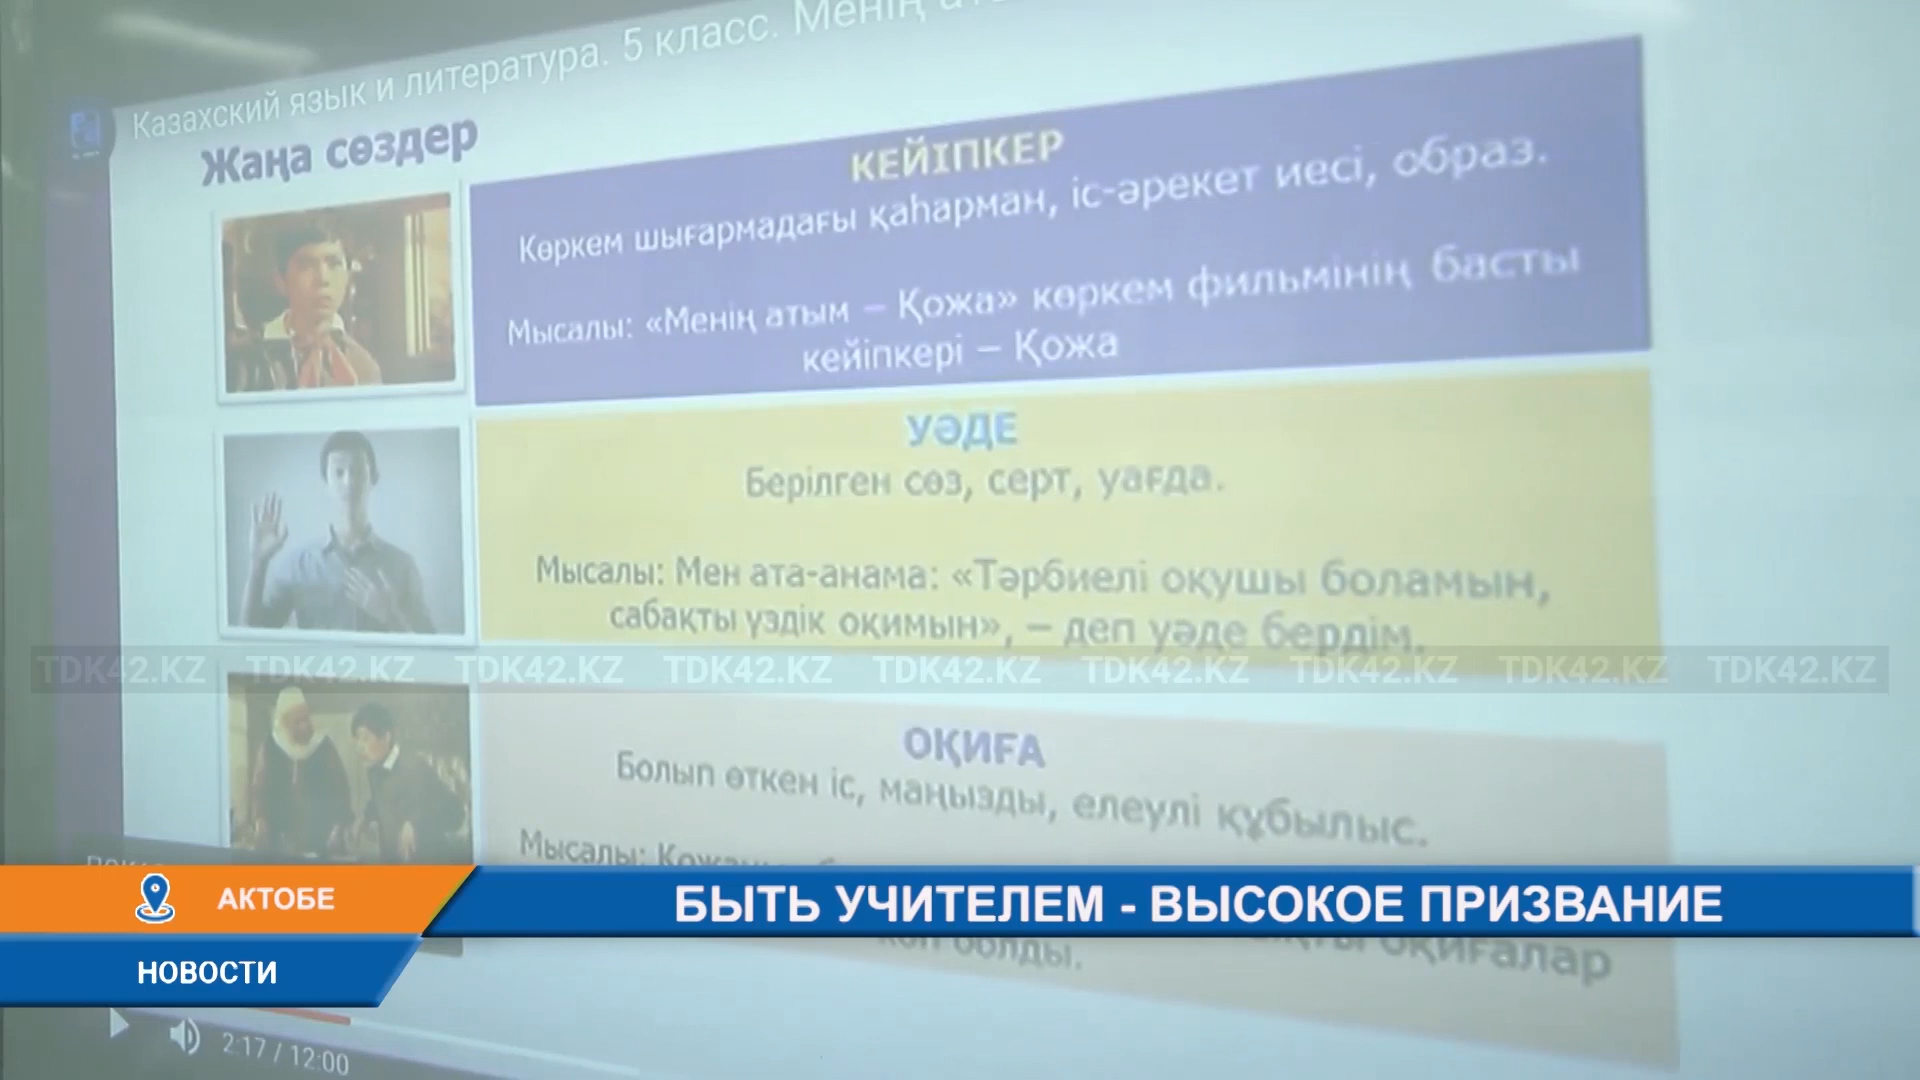 Казахский язык и литература. 5 класс. Менің
Жаңа сөздер
КЕЙІПКЕР
Көркем шығармадағы қаһарман, іс-әрекет иесі, образ.
Мысалы: «Менің атым – Қожа» көркем фильмінің басты
кейіпкері – Қожа
УӘДЕ
Берілген сөз, серт, уағда.
Мысалы: Мен ата-анама: «Тәрбиелі оқушы боламын,
сабақты үздік оқимын», – деп уәде бердім.
TDK42.KZ TDK42.KZ TDK42.KZ TDK42.KZ TDK42.KZ TDK42.KZ TDK42.KZ TDK42.KZ TDK42.KZ
ОҚИҒА
Болып өткен іс, маңызды, елеулі құбылыс.
Мысалы:
АКТОБЕ
БЫТЬ УЧИТЕЛЕМ - ВЫСОКОЕ ПРИЗВАНИЕ
оқиғалар
болды.
НОВОСТИ
2:17 / 12:00